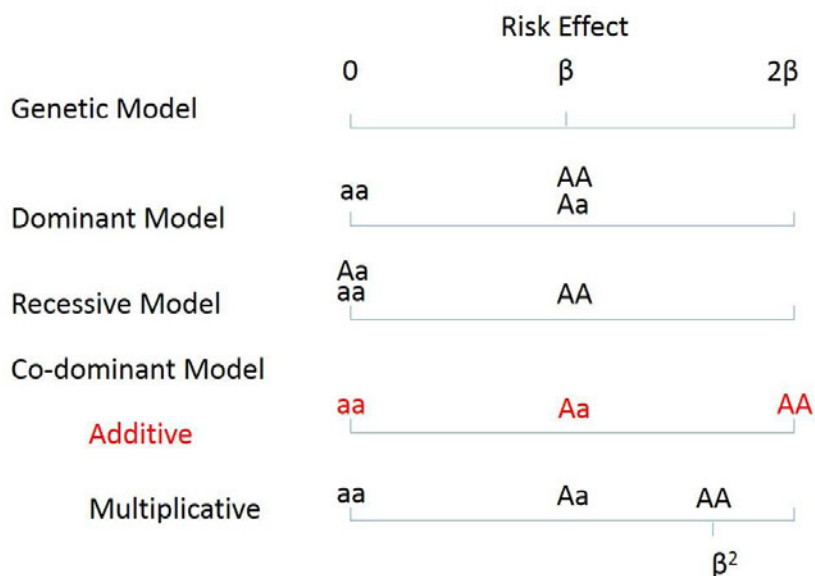 Risk Effect
0 β 2β
Genetic Model
aa AA
Dominant Model Aa
Aa
Recessive Model aa AA
Co-dominant Model
aa Aa AA
Additive
Multiplicative aa Aa AA
β²